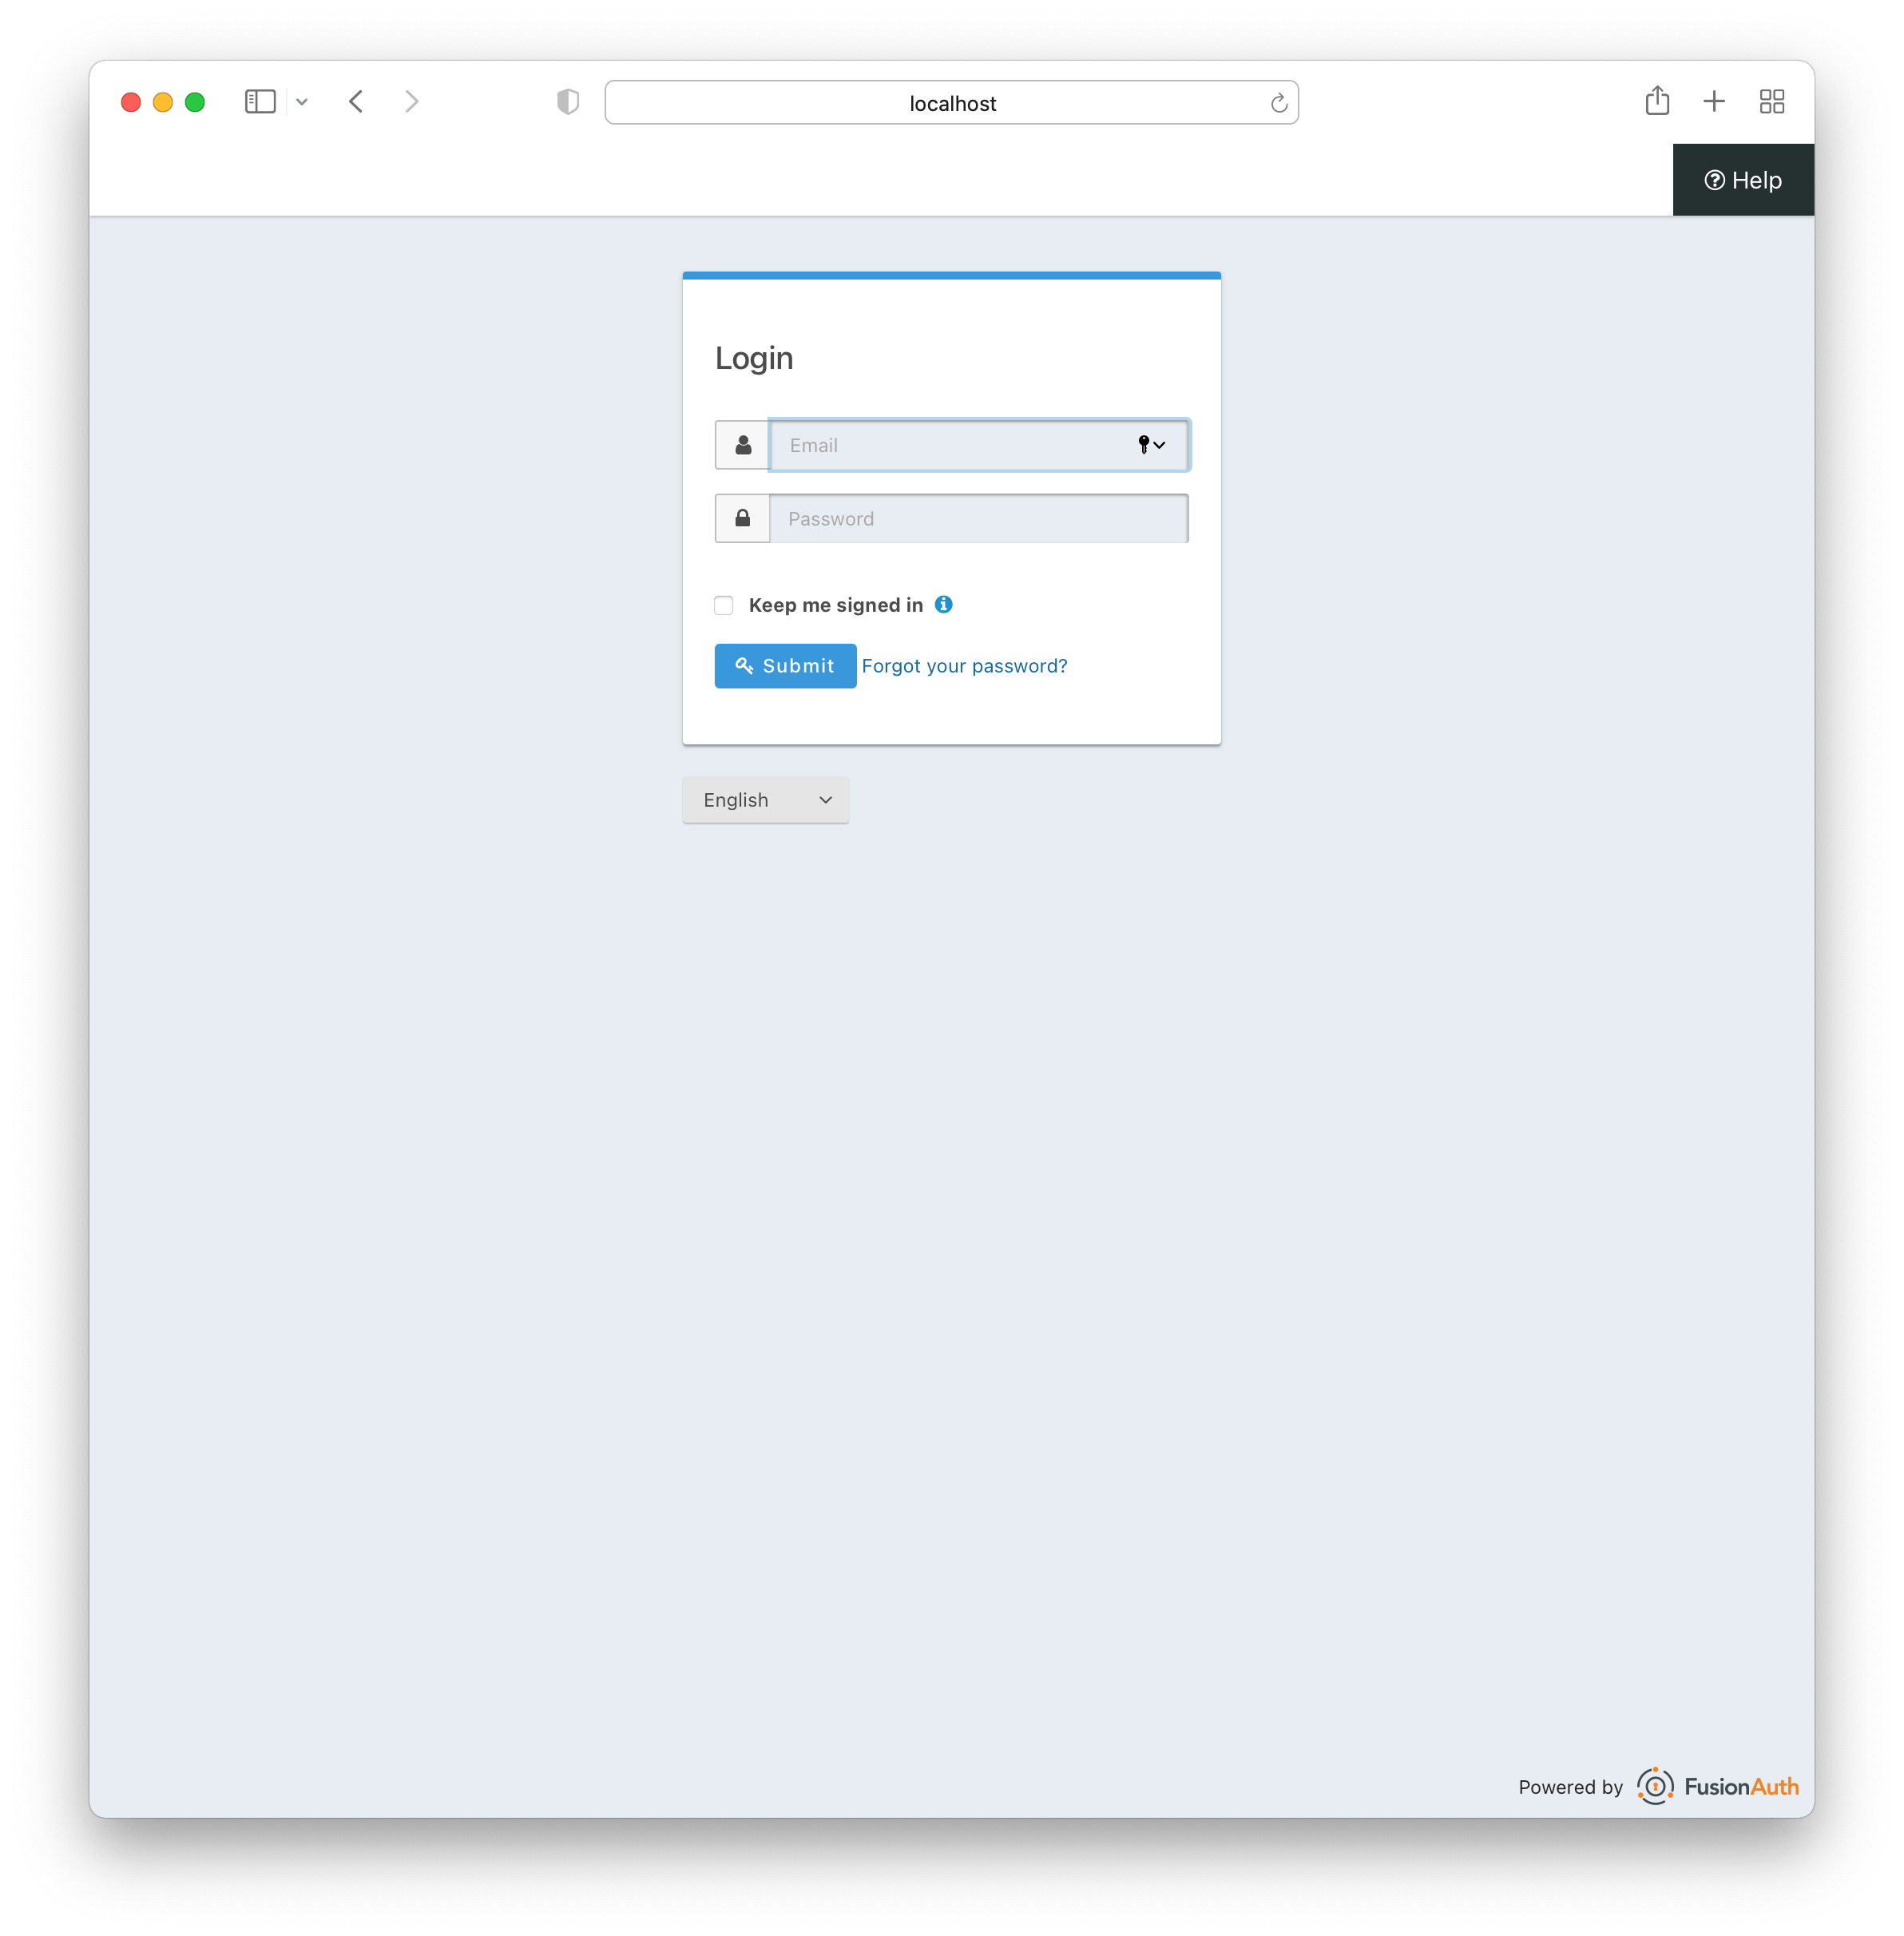 localhost
Help
Login
Email
Password
Keep me signed in
Submit Forgot your password?
English
Powered by FusionAuth